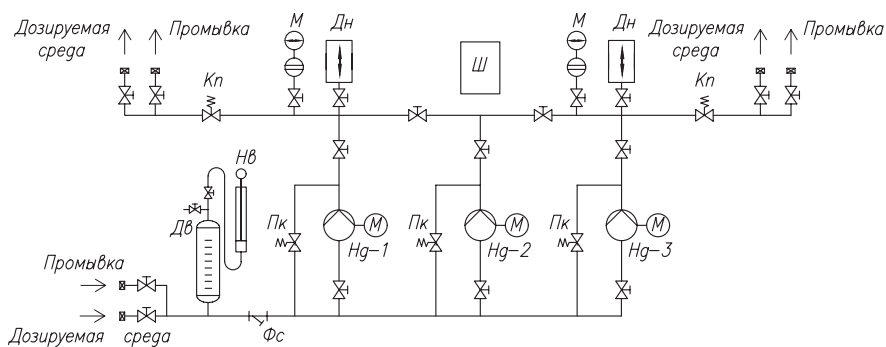 Дозируемая
среда
Промывка
М
Дн
Ш
М
Дн
Дозируемая
среда
Промывка
Кп
Кп
Нв
Дв
Пк
М
Нд-1
Пк
М
Нд-2
Пк
М
Нд-3
Промывка
Дозируемая среда
Фс